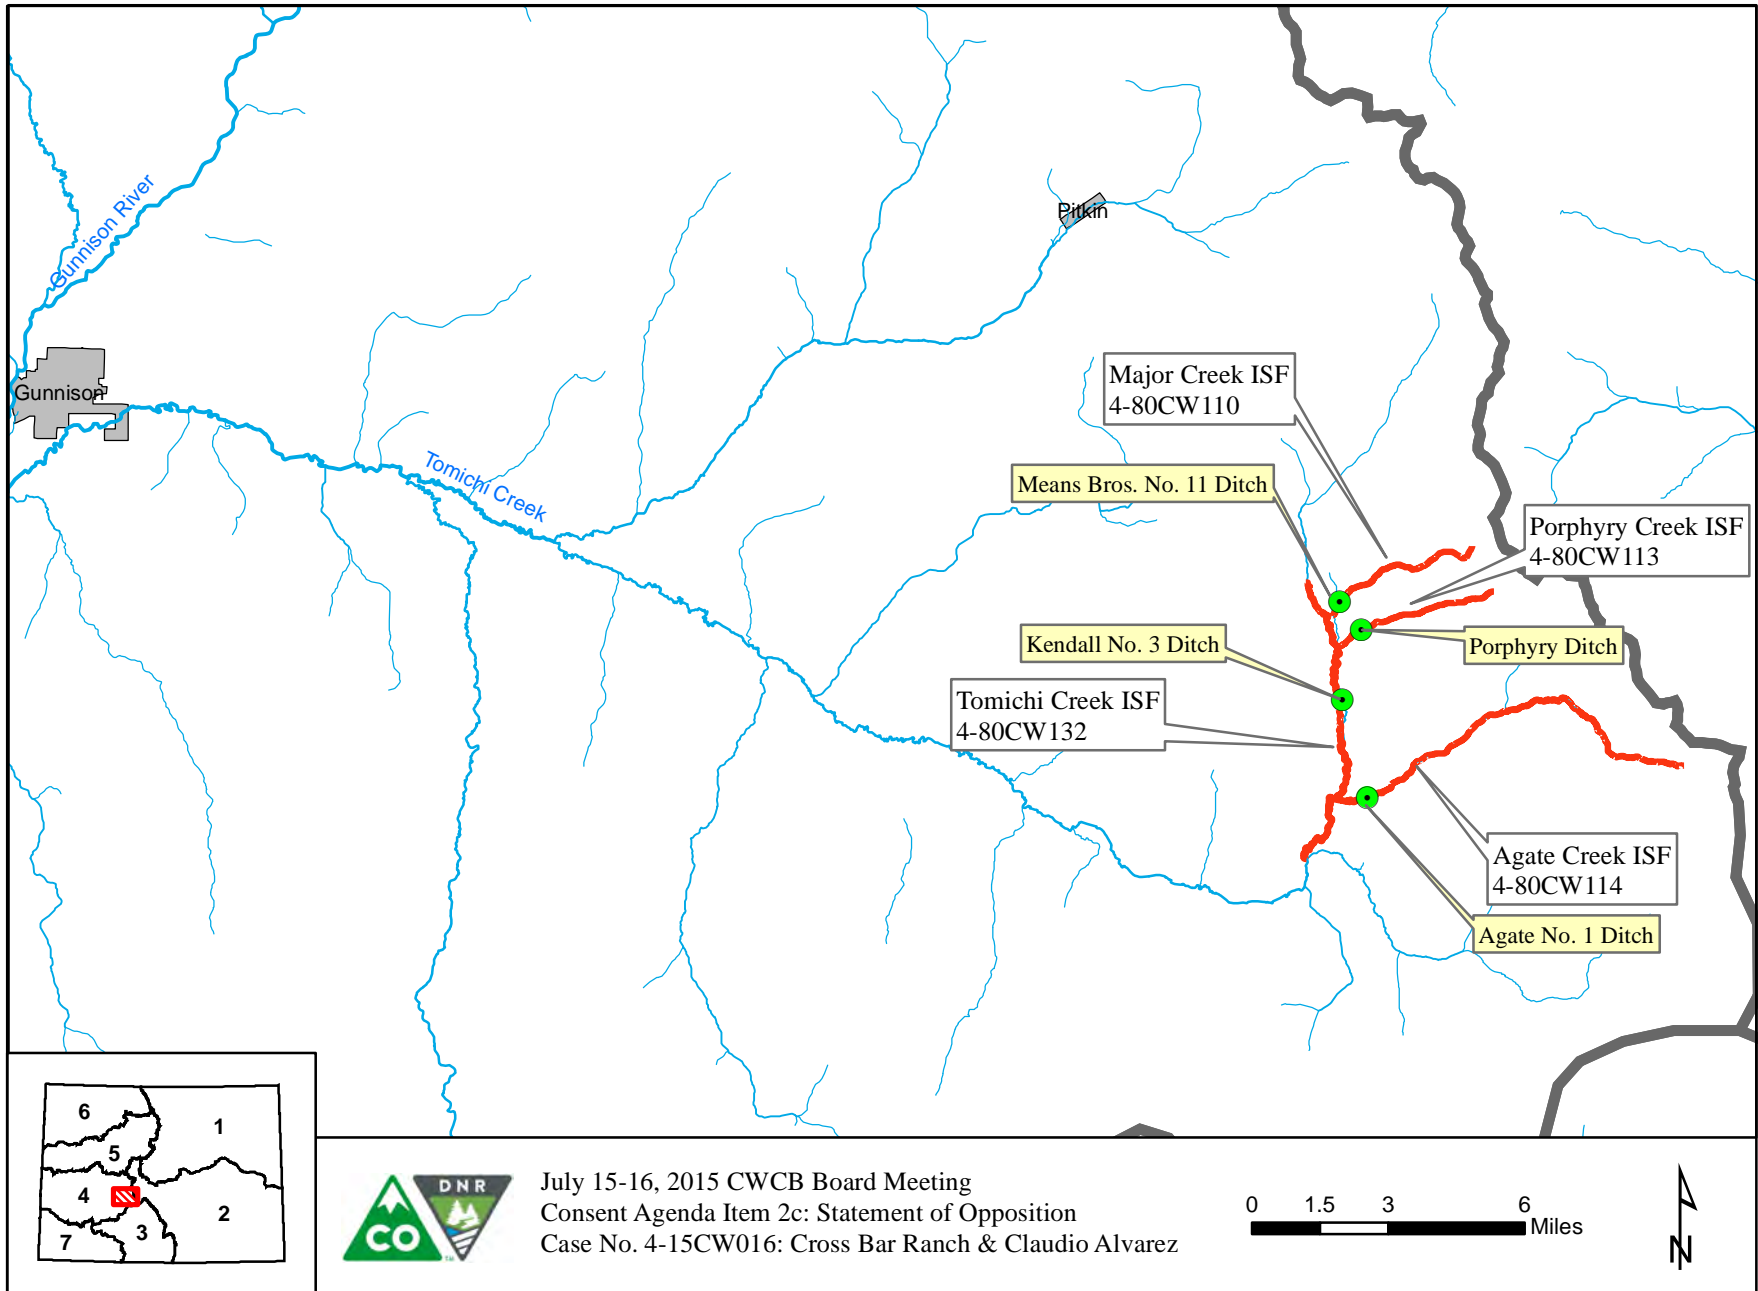 Gunnison River
Pitkin
Gunnison
Tomichi Creek
Major Creek ISF
4-80CW110
Means Bros. No. 11 Ditch
Porphyry Creek ISF
4-80CW113
Kendall No. 3 Ditch
Porphyry Ditch
Tomichi Creek ISF
4-80CW132
Agate Creek ISF
4-80CW114
Agate No. 1 Ditch
6
1
5
4
2
3
7
CO
DNR
July 15-16, 2015 CWCB Board Meeting
Consent Agenda Item 2c: Statement of Opposition
Case No. 4-15CW016: Cross Bar Ranch & Claudio Alvarez
0 1.5 3 6
Miles
N